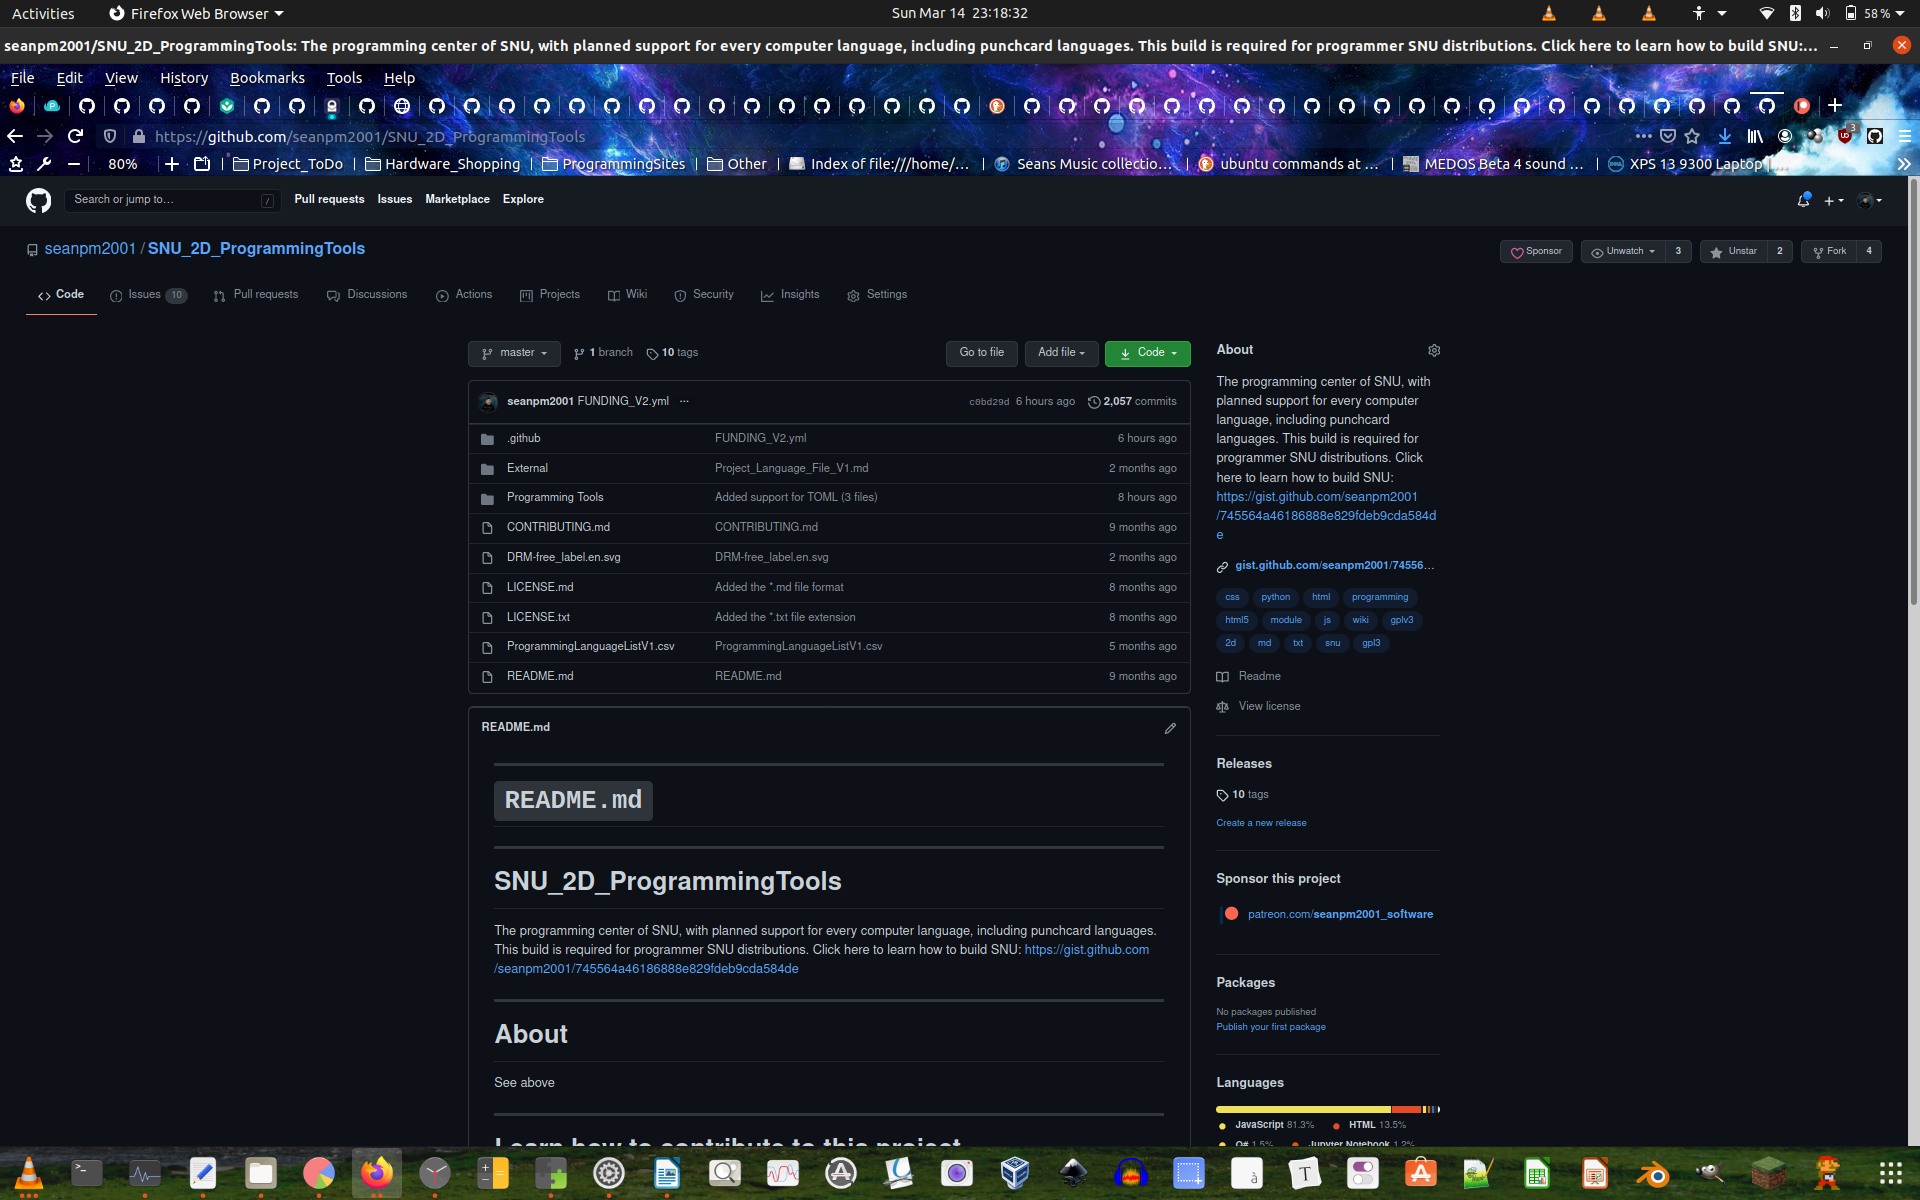 Activities Firefox Web Browser Sun Mar 14 23:18:32 58 %
seanpm2001/SNU_2D_ProgrammingTools: The programming center of SNU, with planned support for every computer language, including punchcard languages. This build is required for programmer SNU distributions. Click here to learn how to build SNU:...
File Edit View History Bookmarks Tools Help
https://github.com/seanpm2001/SNU_2D_ProgrammingTools 3
80% Project_ToDo Hardware_Shopping ProgrammingSites Other Index of file:///home/... Seans Music collectio... ubuntu commands at ... MEDOS Beta 4 sound ... XPS 13 9300 Laptop
Search or jump to... / Pull requests Issues Marketplace Explore
seanpm2001 / SNU_2D_ProgrammingTools Sponsor Unwatch 3 Unstar 2 Fork 4
Code Issues 10 Pull requests Discussions Actions Projects Wiki Security Insights Settings
master 1 branch 10 tags Go to file Add file Code
seanpm2001 FUNDING_V2.yml ... c0bd29d 6 hours ago 2,057 commits
.github FUNDING_V2.yml 6 hours ago
External Project_Language_File_V1.md 2 months ago
Programming Tools Added support for TOML (3 files) 8 hours ago
CONTRIBUTING.md CONTRIBUTING.md 9 months ago
DRM-free_label.en.svg DRM-free_label.en.svg 2 months ago
LICENSE.md Added the *.md file format 8 months ago
LICENSE.txt Added the *.txt file extension 8 months ago
ProgrammingLanguageListV1.csv ProgrammingLanguageListV1.csv 5 months ago
README.md README.md 9 months ago
README.md
README.md
SNU_2D_ProgrammingTools
The programming center of SNU, with planned support for every computer language, including punchcard languages.
This build is required for programmer SNU distributions. Click here to learn how to build SNU: https://gist.github.com
/seanpm2001/745564a46186888e829fdeb9cda584de
About
See above
Learn how to contribute to this project
About
The programming center of SNU, with
planned support for every computer
language, including punchcard
languages. This build is required for
programmer SNU distributions. Click
here to learn how to build SNU:
https://gist.github.com/seanpm2001
/745564a46186888e829fdeb9cda584d
e
gist.github.com/seanpm2001/74556...
css python html programming
html5 module js wiki gplv3
2d md txt snu gpl3
Readme
View license
Releases
10 tags
Create a new release
Sponsor this project
patreon.com/seanpm2001_software
Packages
No packages published
Publish your first package
Languages
JavaScript 81.3% HTML 13.5%
Q# 1.5% Jupyter Notebook 1.2%